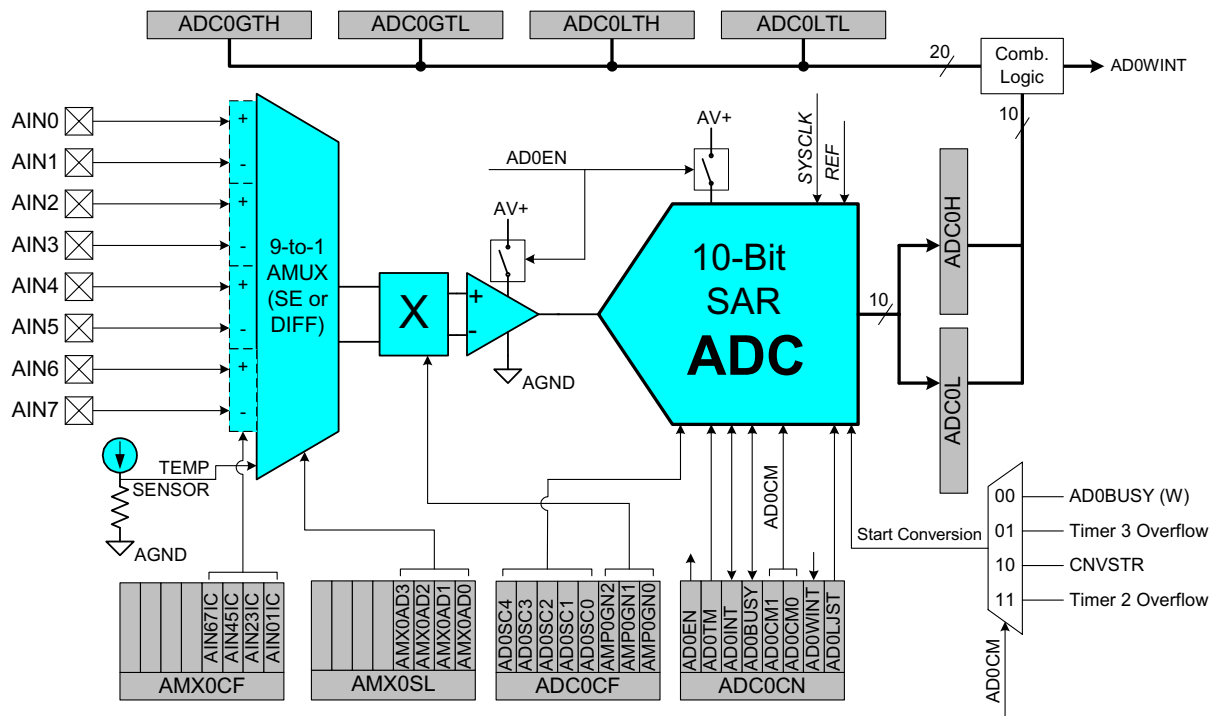 ADC0GTH
ADC0GTL
ADC0LTH
ADC0LTL
20
Comb.
Logic
AD0WINT
10
AIN0
AIN1
AIN2
AIN3
AIN4
AIN5
AIN6
AIN7
+
-
+
-
+
-
+
-
9-to-1
AMUX
(SE or
DIFF)
X
+
-
AV+
AGND
AD0EN
AV+
SYSCLK
REF
10-Bit
SAR
ADC
10
ADC0H
ADC0L
TEMP
SENSOR
AGND
AD0CM
Start Conversion
00
01
10
11
AD0BUSY (W)
Timer 3 Overflow
CNVSTR
Timer 2 Overflow
AD0CM
AIN67IC
AIN45IC
AIN23IC
AIN01IC
AMX0CF
AMX0AD3
AMX0AD2
AMX0AD1
AMX0AD0
AMX0SL
AD0SC4
AD0SC3
AD0SC2
AD0SC1
AD0SC0
AMP0GN2
AMP0GN1
AMP0GN0
ADC0CF
AD0EN
AD0TM
AD0INT
AD0BUSY
AD0CM1
AD0CM0
AD0WINT
AD0LJST
ADC0CN